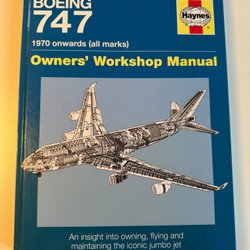 BOEING
747
Haynes
1970 onwards (all marks)
Owners' Workshop Manual
An insight into owning, flying and
maintaining the iconic jumbo jet